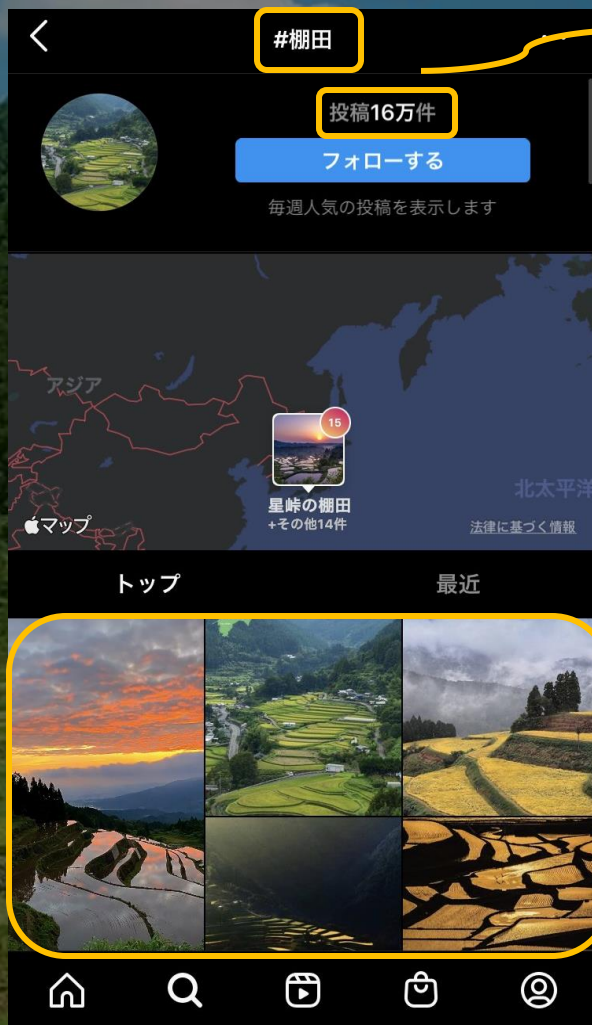 #棚田
投稿16万件
フォローする
毎週人気の投稿を表示します
アジア
15
星峠の棚田
+その他14件
北太平洋
マップ
法律に基づく情報
トップ
最近